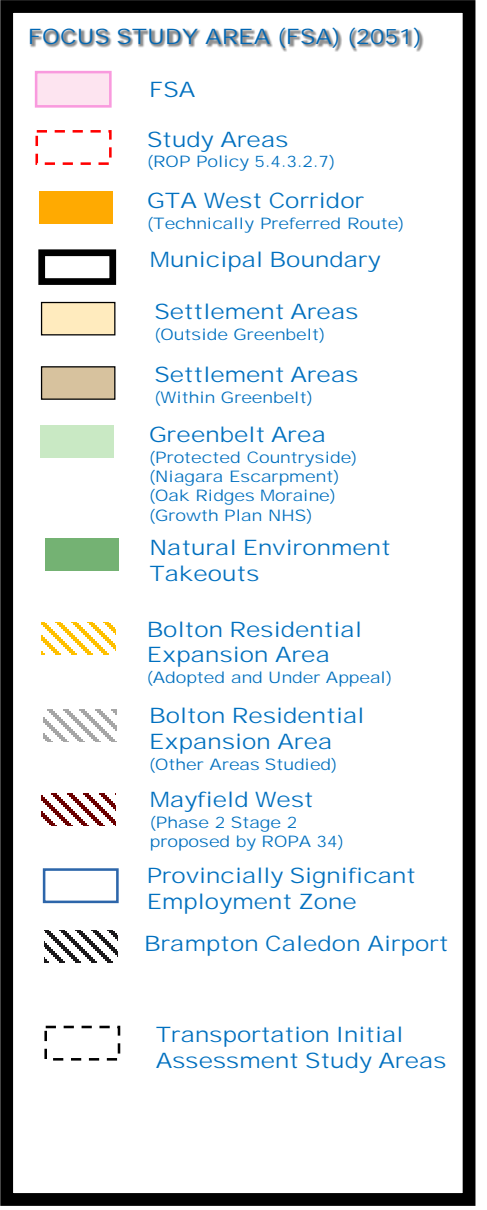 FOCUS STUDY AREA (FSA) (2051)
FSA
Study Areas
(ROP Policy 5.4.3.2.7)
GTA West Corridor
(Technically Preferred Route)
Municipal Boundary
Settlement Areas
(Outside Greenbelt)
Settlement Areas
(Within Greenbelt)
Greenbelt Area
(Protected Countryside)
(Niagara Escarpment)
(Oak Ridges Moraine)
(Growth Plan NHS)
Natural Environment
Takeouts
Bolton Residential
Expansion Area
(Adopted and Under Appeal)
Bolton Residential
Expansion Area
(Other Areas Studied)
Mayfield West
(Phase 2 Stage 2
proposed by ROPA 34)
Provincially Significant
Employment Zone
Brampton Caledon Airport
Transportation Initial
Assessment Study Areas